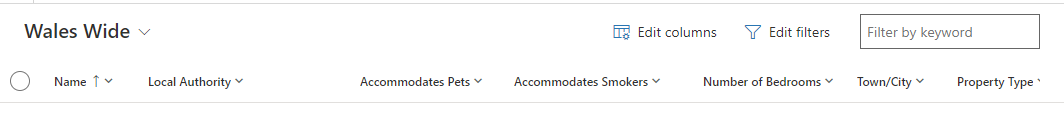 Wales Wide
Edit columns
Edit filters
Filter by keyword
Name ↑ Local Authority Accommodates Pets Accommodates Smokers Number of Bedrooms Town/City Property Type